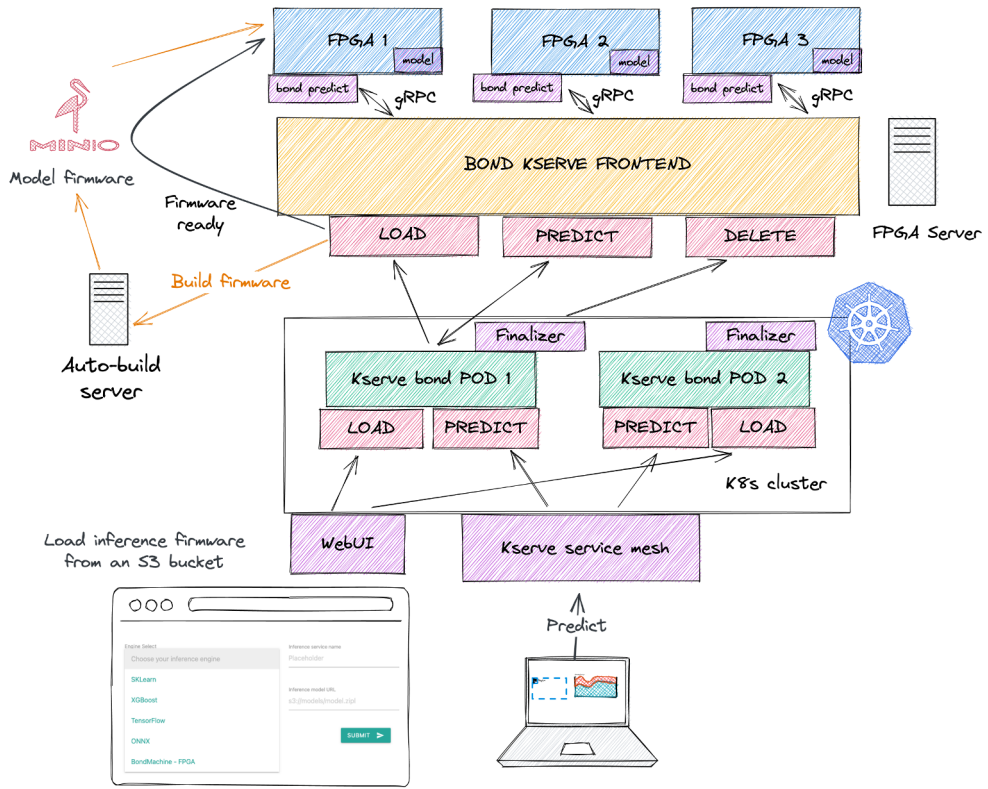 FPGA 1
model
FPGA 2
model
FPGA 3
model
bond predict
gRPC
bond predict
gRPC
bond predict
gRPC
MINIO
Model firmware
BOND KSERVE FRONTEND
FPGA Server
Firmware
ready
LOAD
PREDICT
DELETE
Build firmware
Auto-build
server
Finalizer
Finalizer
Kserve bond POD 1
Kserve bond POD 2
LOAD
PREDICT
PREDICT
LOAD
K8s cluster
WebUI
Kserve service mesh
Load inference firmware
from an S3 bucket
Predict
Engine Select
Choose your inference engine
SKLearn
XGBoost
TensorFlow
ONNX
BondMachine - FPGA
Inference service name
Placeholder
Inference model URL
s3://models/model.zip!
SUBMIT